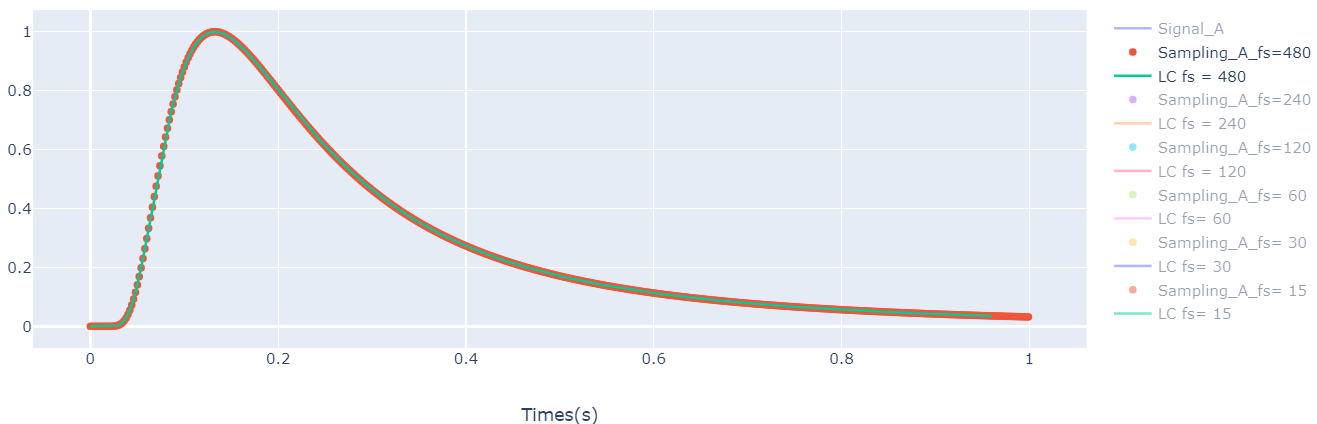 1
0.8
0.6
0.4
0.2
0
0 0.2 0.4 0.6 0.8 1
Times(s)
Signal_A
Sampling_A_fs=480
LC fs = 480
Sampling_A_fs=240
LC fs = 240
Sampling_A_fs=120
LC fs = 120
Sampling_A_fs= 60
LC fs= 60
Sampling_A_fs= 30
LC fs= 30
Sampling_A_fs= 15
LC fs= 15